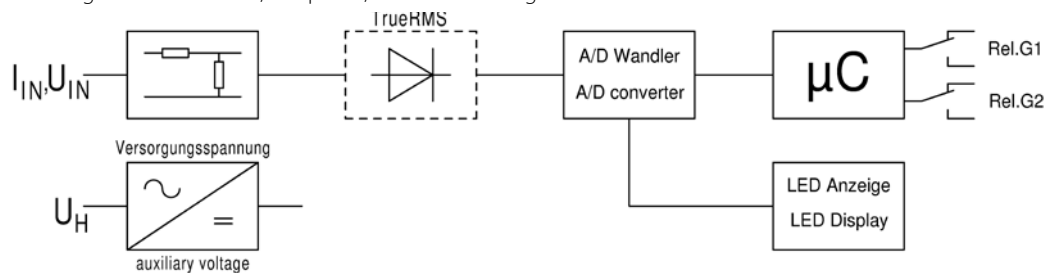 TrueRMS
I_IN, U_IN
A/D Wandler
A/D converter
µC
Rel.G1
Rel.G2
Versorgungsspannung
U_H
auxiliary voltage
LED Anzeige
LED Display